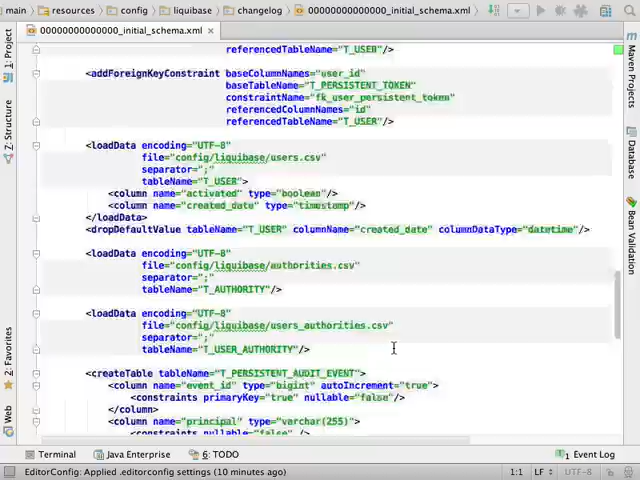 main
resources
config
liquibase
changelog
00000000000000_initial_schema.xml
00000000000000_initial_schema.xml
referencedTableName="T_USER"/>
<addForeignKeyConstraint baseColumnNames="user_id"
baseTableName="T_PERSISTENT_TOKEN"
constraintName="fk_user_persistent_token"
referencedColumnNames="id"
referencedTableName="T_USER"/>
<loadData encoding="UTF-8"
file="config/liquibase/users.csv"
separator=";"
tableName="T_USER">
<column name="activated" type="boolean"/>
<column name="created_date" type="timestamp"/>
</loadData>
<dropDefaultValue tableName="T_USER" columnName="created_date" columnDataType="datetime"/>
<loadData encoding="UTF-8"
file="config/liquibase/authorities.csv"
separator=";"
tableName="T_AUTHORITY"/>
<loadData encoding="UTF-8"
file="config/liquibase/users_authorities.csv"
separator=";"
tableName="T_USER_AUTHORITY"/>
<createTable tableName="T_PERSISTENT_AUDIT_EVENT">
<column name="event_id" type="bigint" autoIncrement="true">
<constraints primaryKey="true" nullable="false"/>
</column>
<column name="principal" type="varchar(255)">
<constraints nullable="false" />
1: Project
7: Structure
2: Favorites
Web
Maven Projects
Database
Bean Validation
Terminal
Java Enterprise
6: TODO
1 Event Log
EditorConfig: Applied .editorconfig settings (10 minutes ago)
1:1
LF
UTF-8